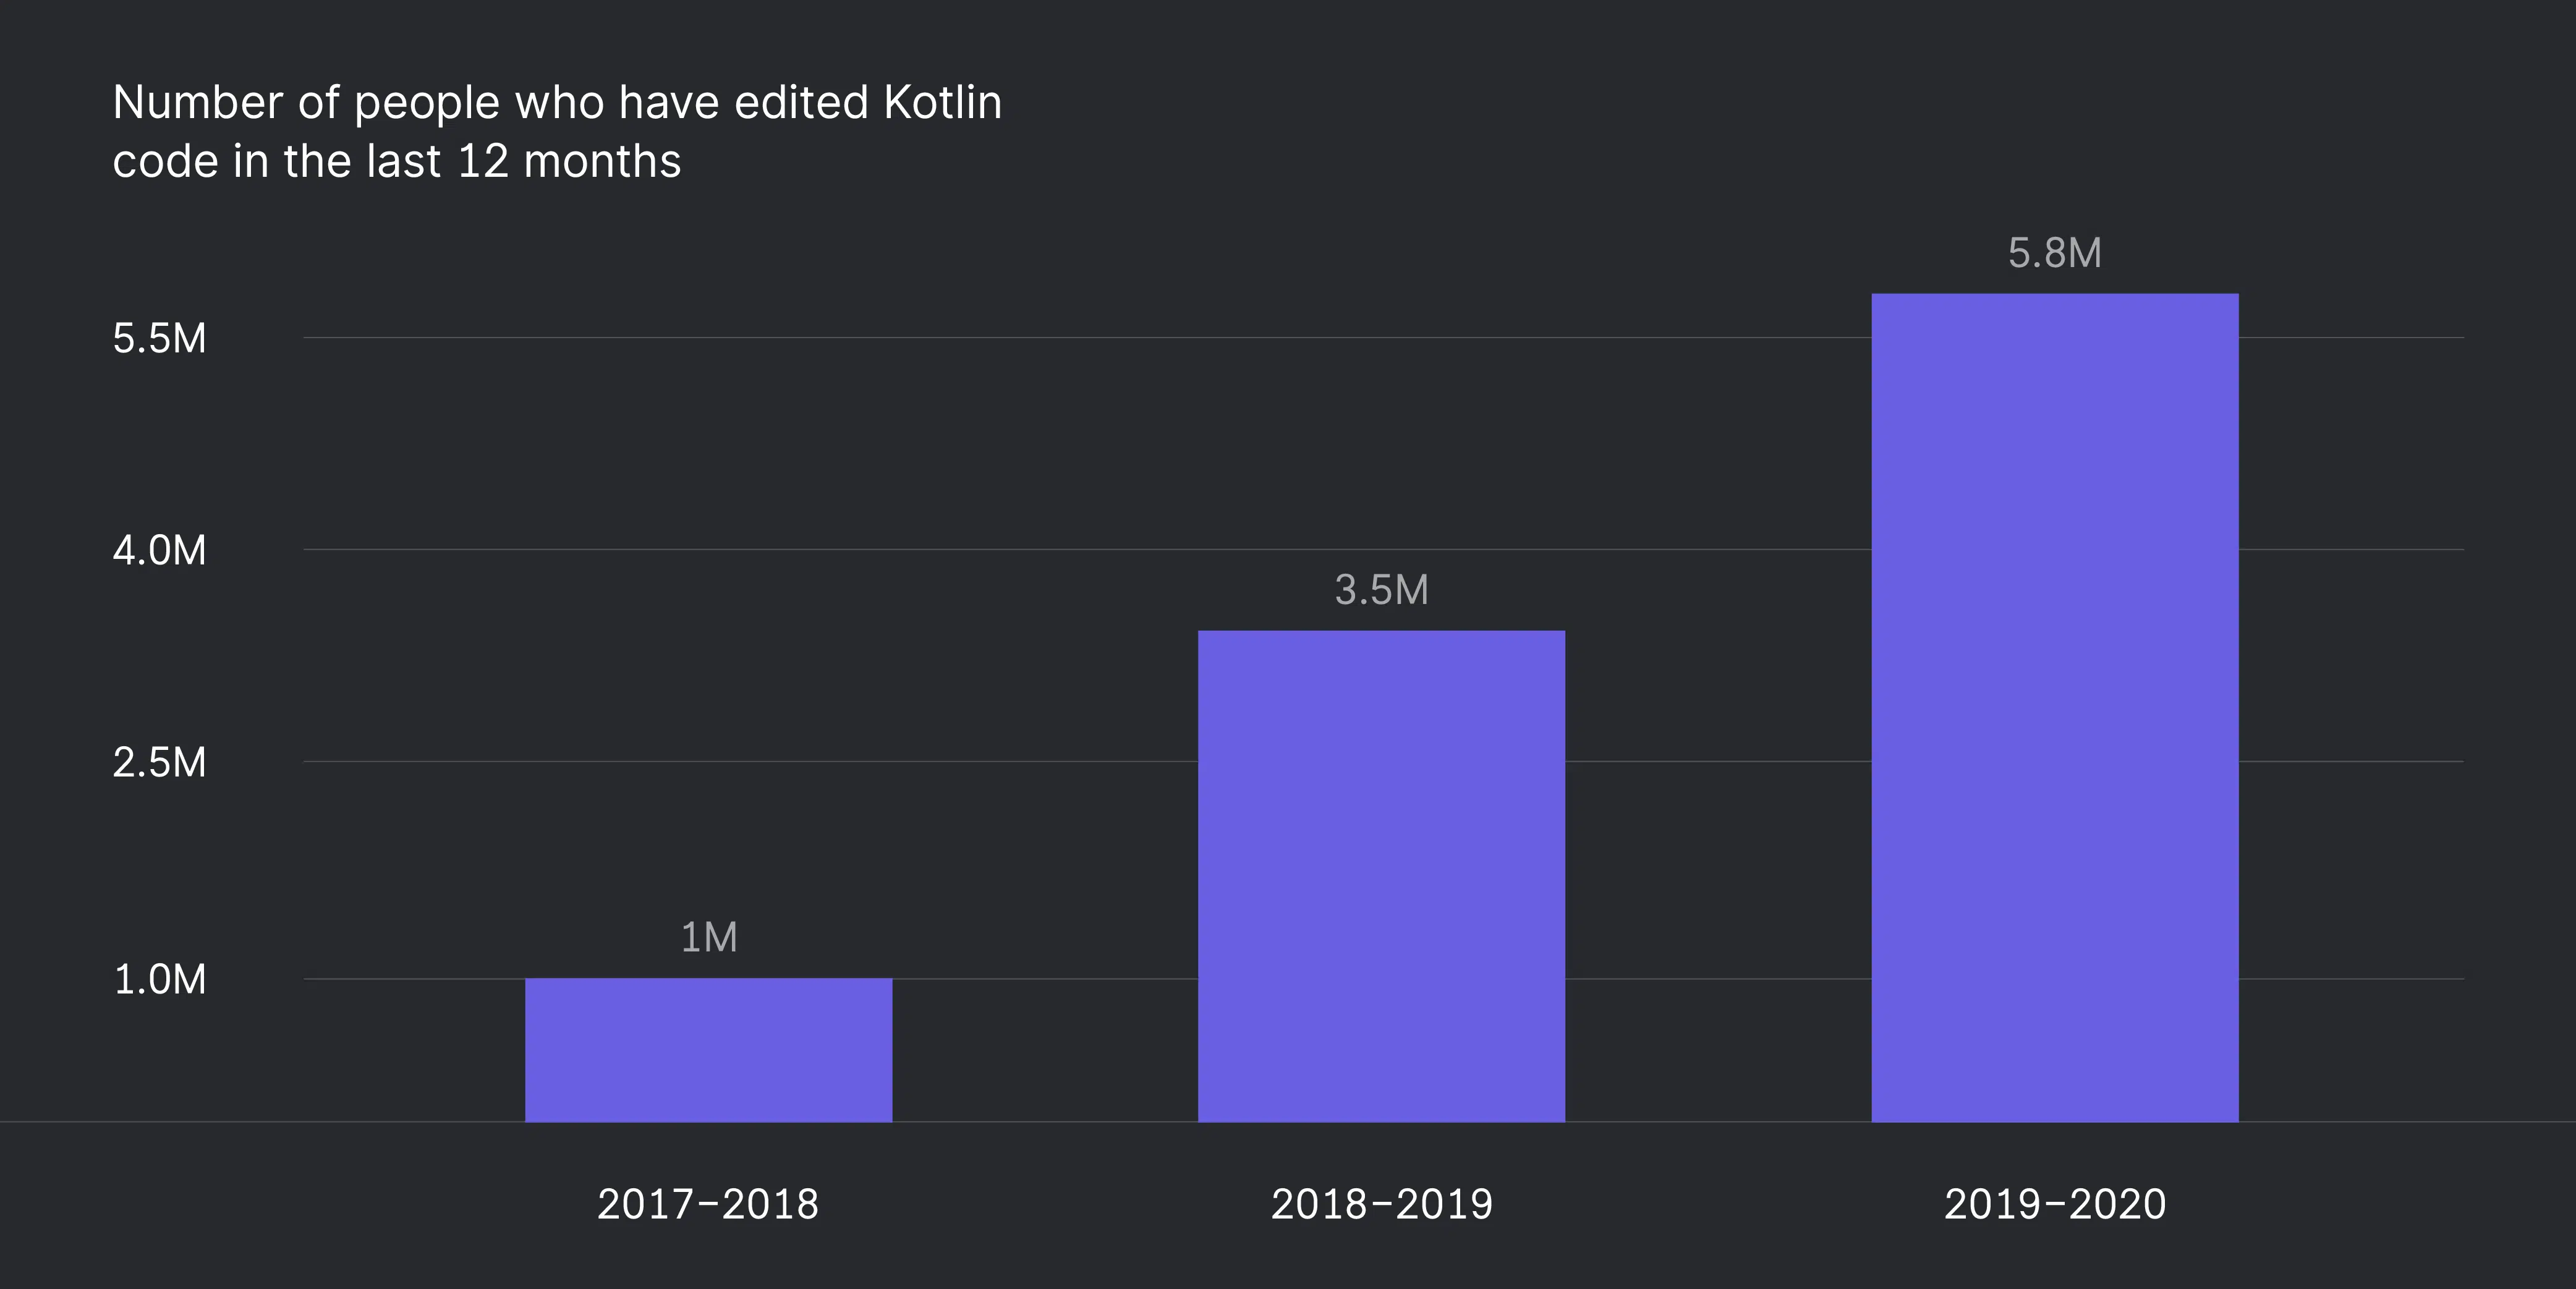 Number of people who have edited Kotlin
code in the last 12 months
5.8M
5.5M
4.0M
3.5M
2.5M
1M
1.0M
2017–2018
2018–2019
2019–2020